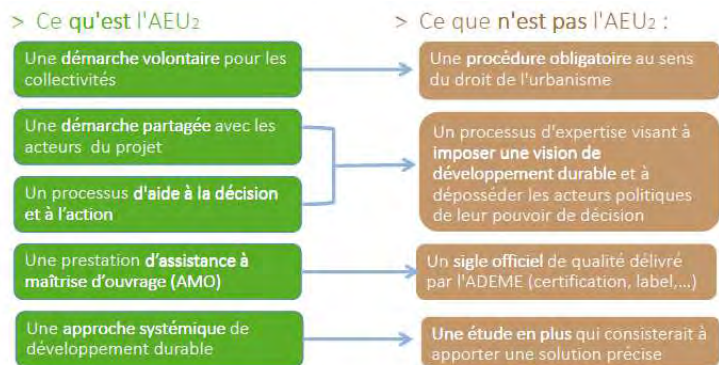 > Ce qu'est l'AEU2
Une démarche volontaire pour les
collectivités
Une démarche partagée avec les
acteurs du projet
Un processus d'aide à la décision
et à l'action
Une prestation d'assistance à
maîtrise d'ouvrage (AMO)
Une approche systémique de
développement durable
> Ce que n'est pas l'AEU2 :
Une procédure obligatoire au sens
du droit de l'urbanisme
Un processus d'expertise visant à
imposer une vision de
développement durable et à
déposséder les acteurs politiques
de leur pouvoir de décision
Un sigle officiel de qualité délivré
par l'ADEME (certification, label,...)
Une étude en plus qui consisterait à
apporter une solution précise